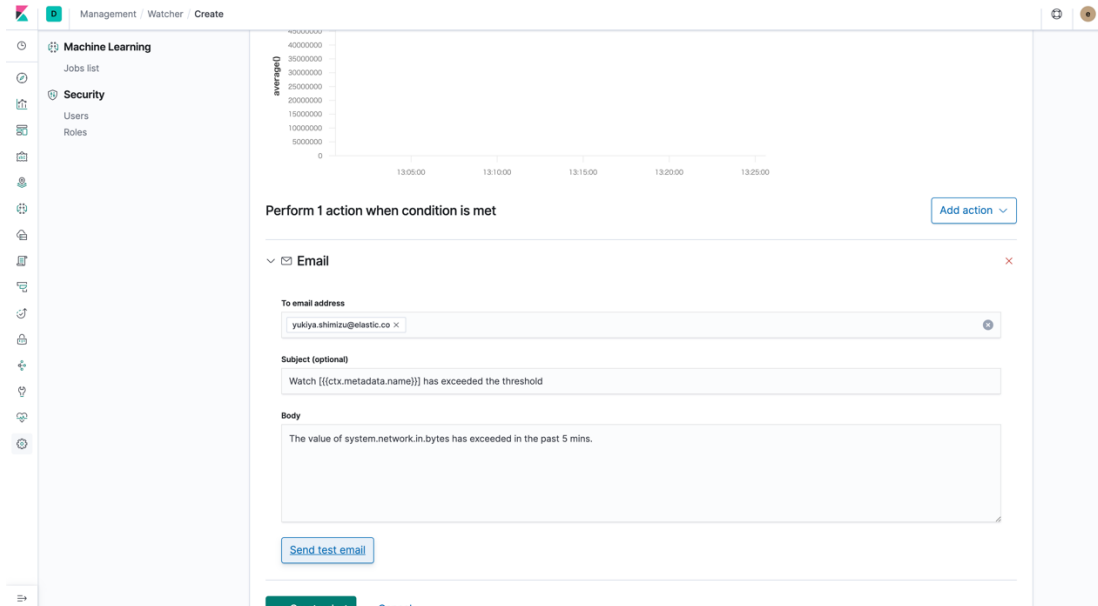 D
Management / Watcher / Create
e
Machine Learning
Jobs list
Security
Users
Roles
average()
45000000
40000000
35000000
30000000
25000000
20000000
15000000
10000000
5000000
0
13:05:00 13:10:00 13:15:00 13:20:00 13:25:00
Perform 1 action when condition is met
Add action
Email
To email address
yukiya.shimizu@elastic.co
Subject (optional)
Watch [{{ctx.metadata.name}}] has exceeded the threshold
Body
The value of system.network.in.bytes has exceeded in the past 5 mins.
Send test email